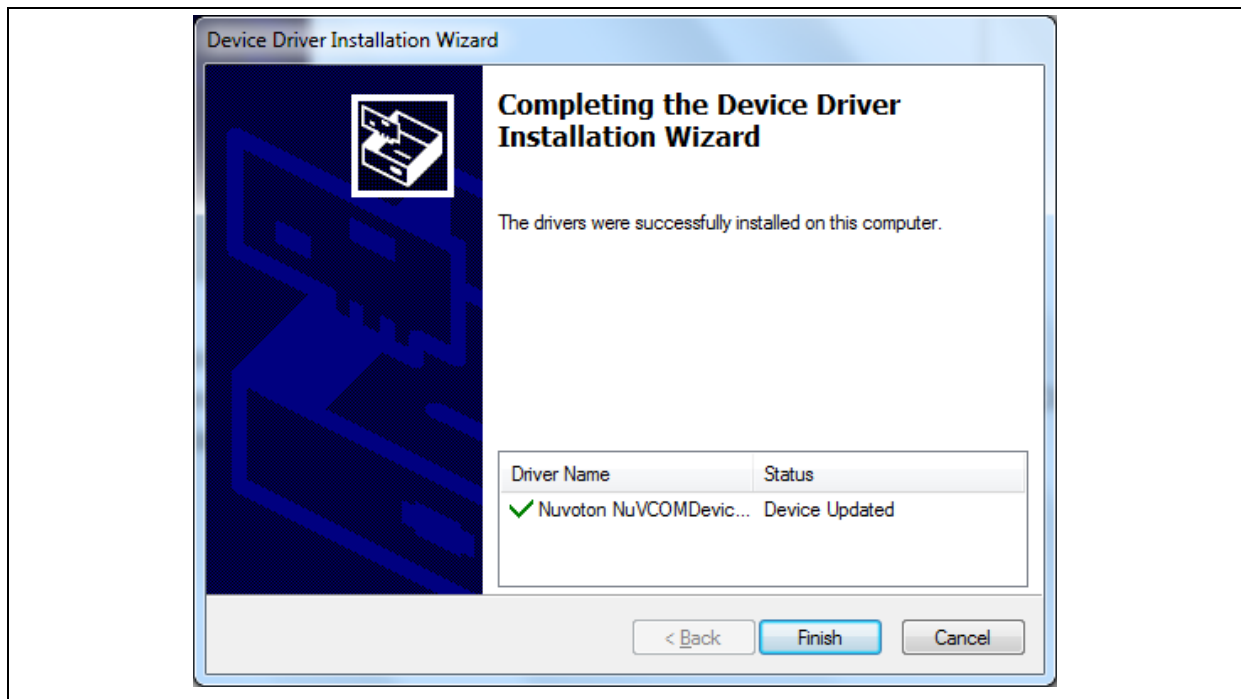 Device Driver Installation Wizard
Completing the Device Driver
Installation Wizard
The drivers were successfully installed on this computer.
Driver Name Status
Nuvoton NuVCOMDevic... Device Updated
< Back Finish Cancel